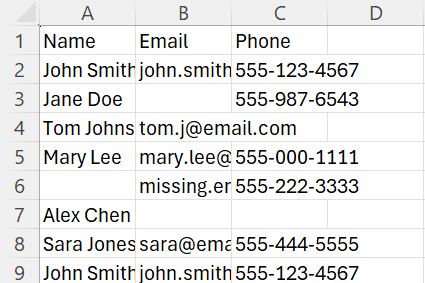 A B C D
1 Name Email Phone
2 John Smith john.smith 555-123-4567
3 Jane Doe 555-987-6543
4 Tom Johns tom.j@email.com
5 Mary Lee mary.lee@ 555-000-1111
6 missing.er 555-222-3333
7 Alex Chen
8 Sara Jones sara@ema 555-444-5555
9 John Smith john.smith 555-123-4567